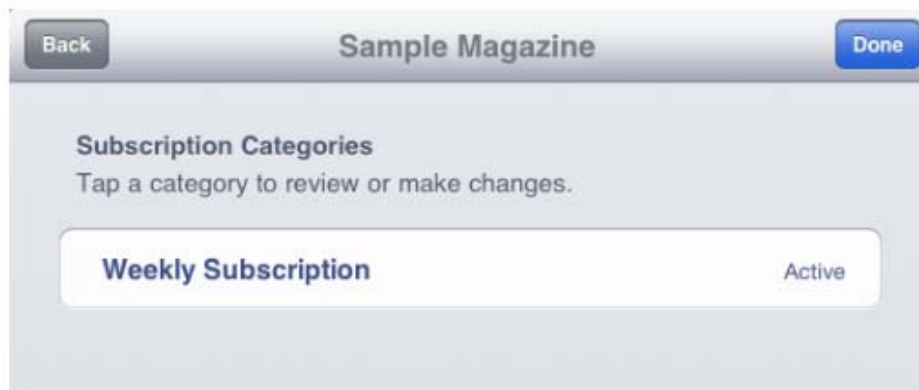 Back
Sample Magazine
Done
Subscription Categories
Tap a category to review or make changes.
Weekly Subscription
Active